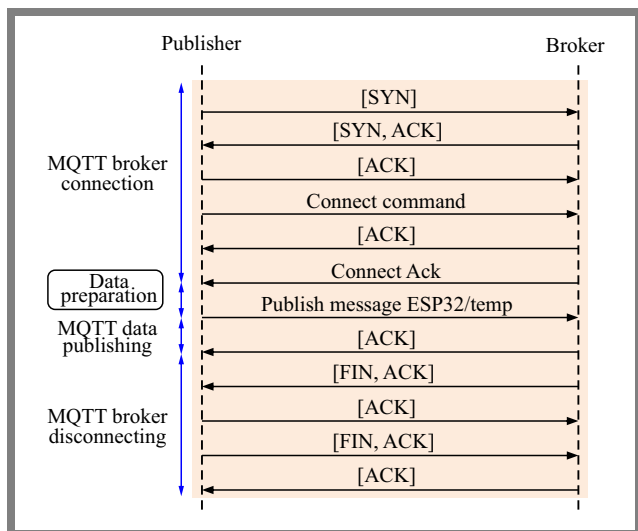 Publisher
Broker
[SYN]
[SYN, ACK]
[ACK]
MQTT broker
connection
Connect command
[ACK]
Connect Ack
Data
preparation
Publish message ESP32/temp
MQTT data
publishing
[ACK]
[FIN, ACK]
MQTT broker
disconnecting
[ACK]
[FIN, ACK]
[ACK]